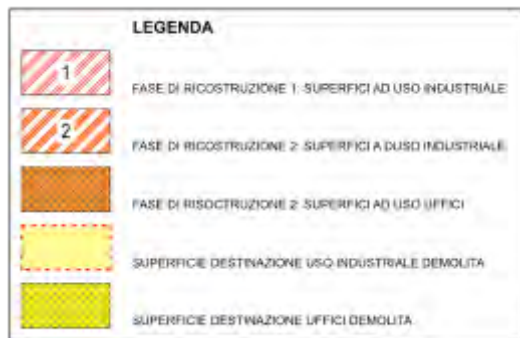 LEGENDA
1
FASE DI RICOSTRUZIONE 1: SUPERFICI AD USO INDUSTRIALE
2
FASE DI RICOSTRUZIONE 2: SUPERFICI A DUSO INDUSTRIALE
FASE DI RISOCTRUZIONE 2: SUPERFICI AD USO UFFICI
SUPERFICIE DESTINAZIONE USO INDUSTRIALE DEMOLITA
SUPERFICIE DESTINAZIONE UFFICI DEMOLITA